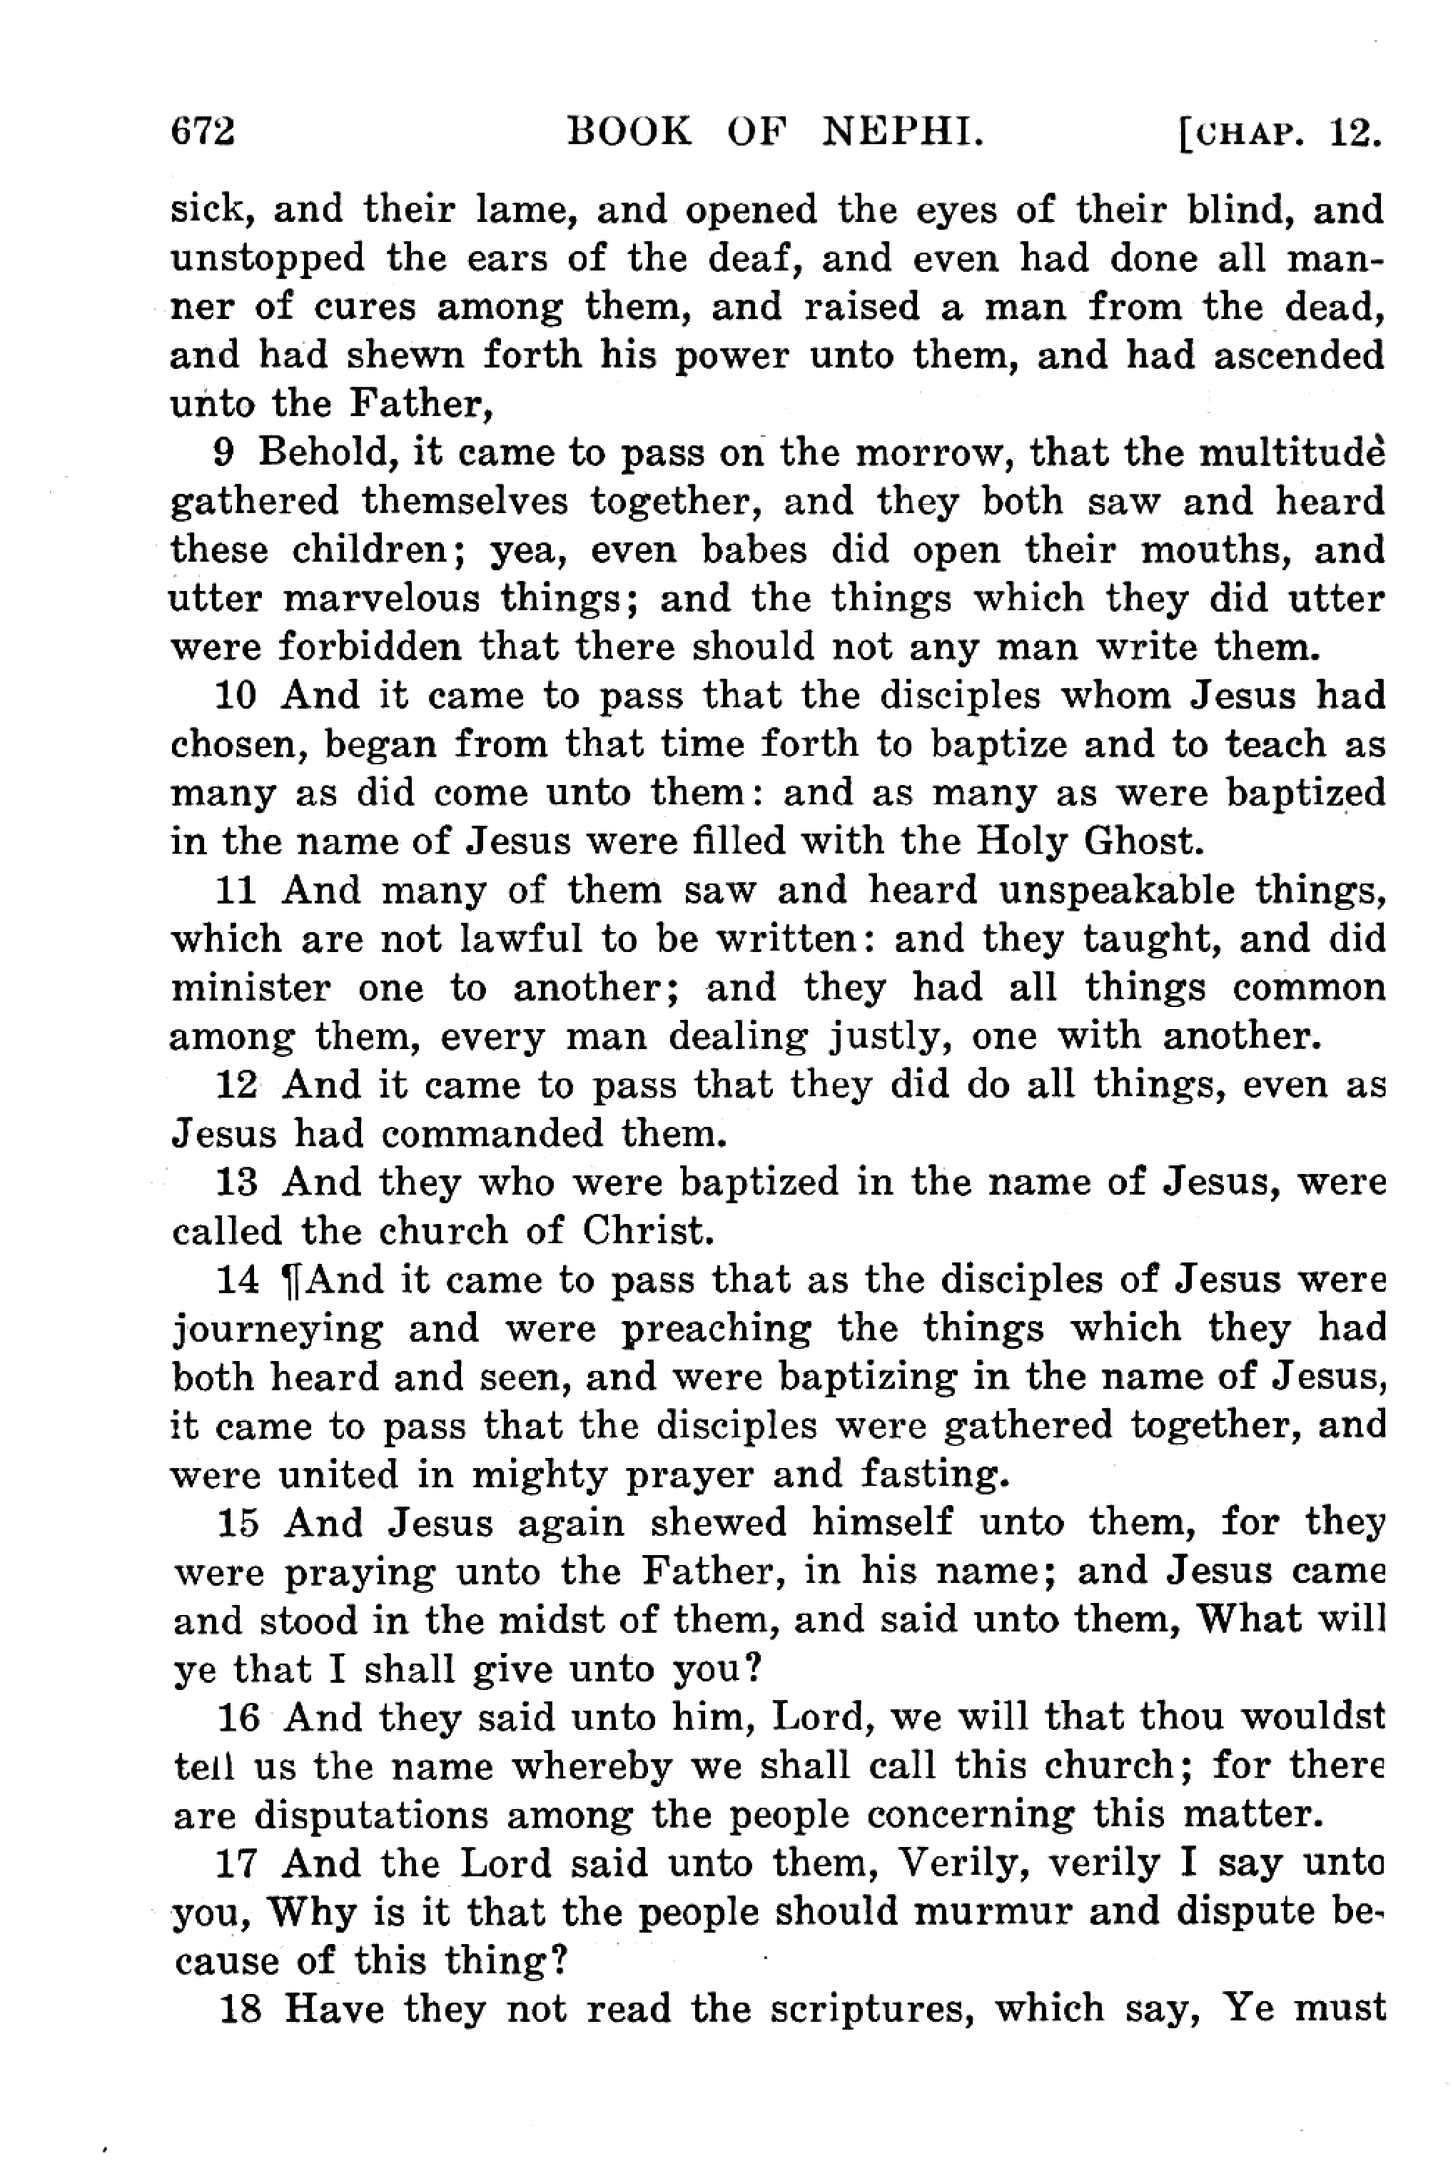 672 BOOK OF NEPHI. [CHAP. 12.
sick, and their lame, and opened the eyes of their blind, and
unstopped the ears of the deaf, and even had done all man-
ner of cures among them, and raised a man from the dead,
and had shewn forth his power unto them, and had ascended
unto the Father,
9 Behold, it came to pass on the morrow, that the multitude
gathered themselves together, and they both saw and heard
these children; yea, even babes did open their mouths, and
utter marvelous things; and the things which they did utter
were forbidden that there should not any man write them.
10 And it came to pass that the disciples whom Jesus had
chosen, began from that time forth to baptize and to teach as
many as did come unto them: and as many as were baptized
in the name of Jesus were filled with the Holy Ghost.
11 And many of them saw and heard unspeakable things,
which are not lawful to be written: and they taught, and did
minister one to another; and they had all things common
among them, every man dealing justly, one with another.
12 And it came to pass that they did do all things, even as
Jesus had commanded them.
13 And they who were baptized in the name of Jesus, were
called the church of Christ.
14 ¶And it came to pass that as the disciples of Jesus were
journeying and were preaching the things which they had
both heard and seen, and were baptizing in the name of Jesus,
it came to pass that the disciples were gathered together, and
were united in mighty prayer and fasting.
15 And Jesus again shewed himself unto them, for they
were praying unto the Father, in his name; and Jesus came
and stood in the midst of them, and said unto them, What will
ye that I shall give unto you?
16 And they said unto him, Lord, we will that thou wouldst
tell us the name whereby we shall call this church; for there
are disputations among the people concerning this matter.
17 And the Lord said unto them, Verily, verily I say unto
you, Why is it that the people should murmur and dispute be-
cause of this thing?
18 Have they not read the scriptures, which say, Ye must